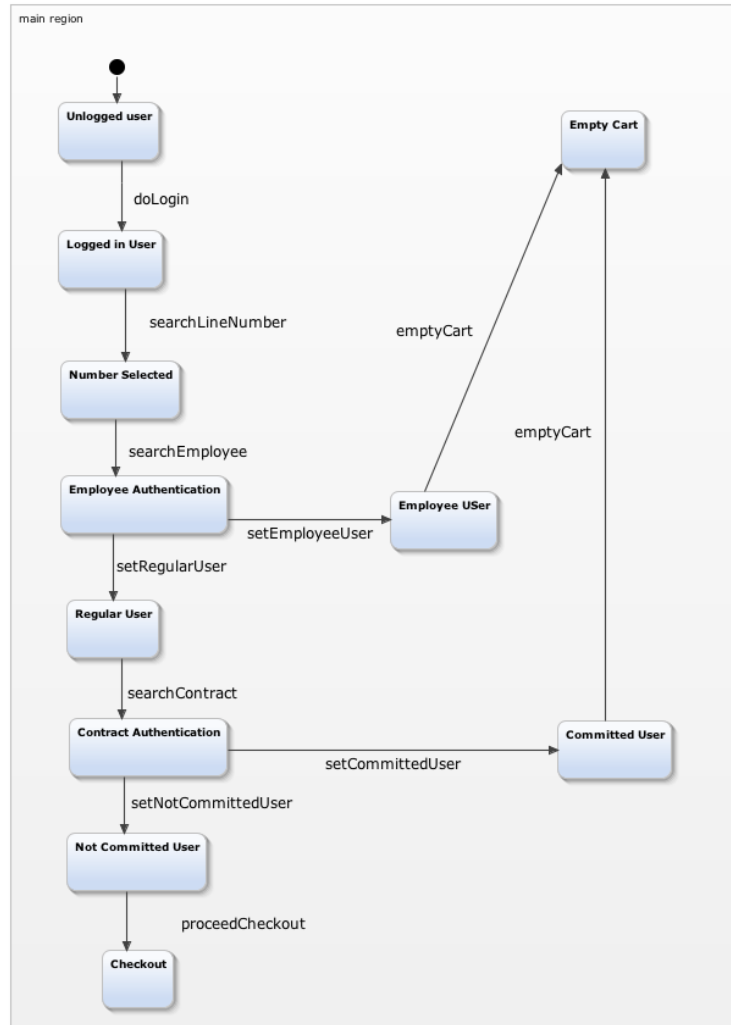 main region
Unlogged user
Empty Cart
doLogin
Logged in User
searchLineNumber
emptyCart
Number Selected
emptyCart
searchEmployee
Employee Authentication
Employee USer
setEmployeeUser
setRegularUser
Regular User
searchContract
Contract Authentication
Committed User
setCommittedUser
setNotCommittedUser
Not Committed User
proceedCheckout
Checkout